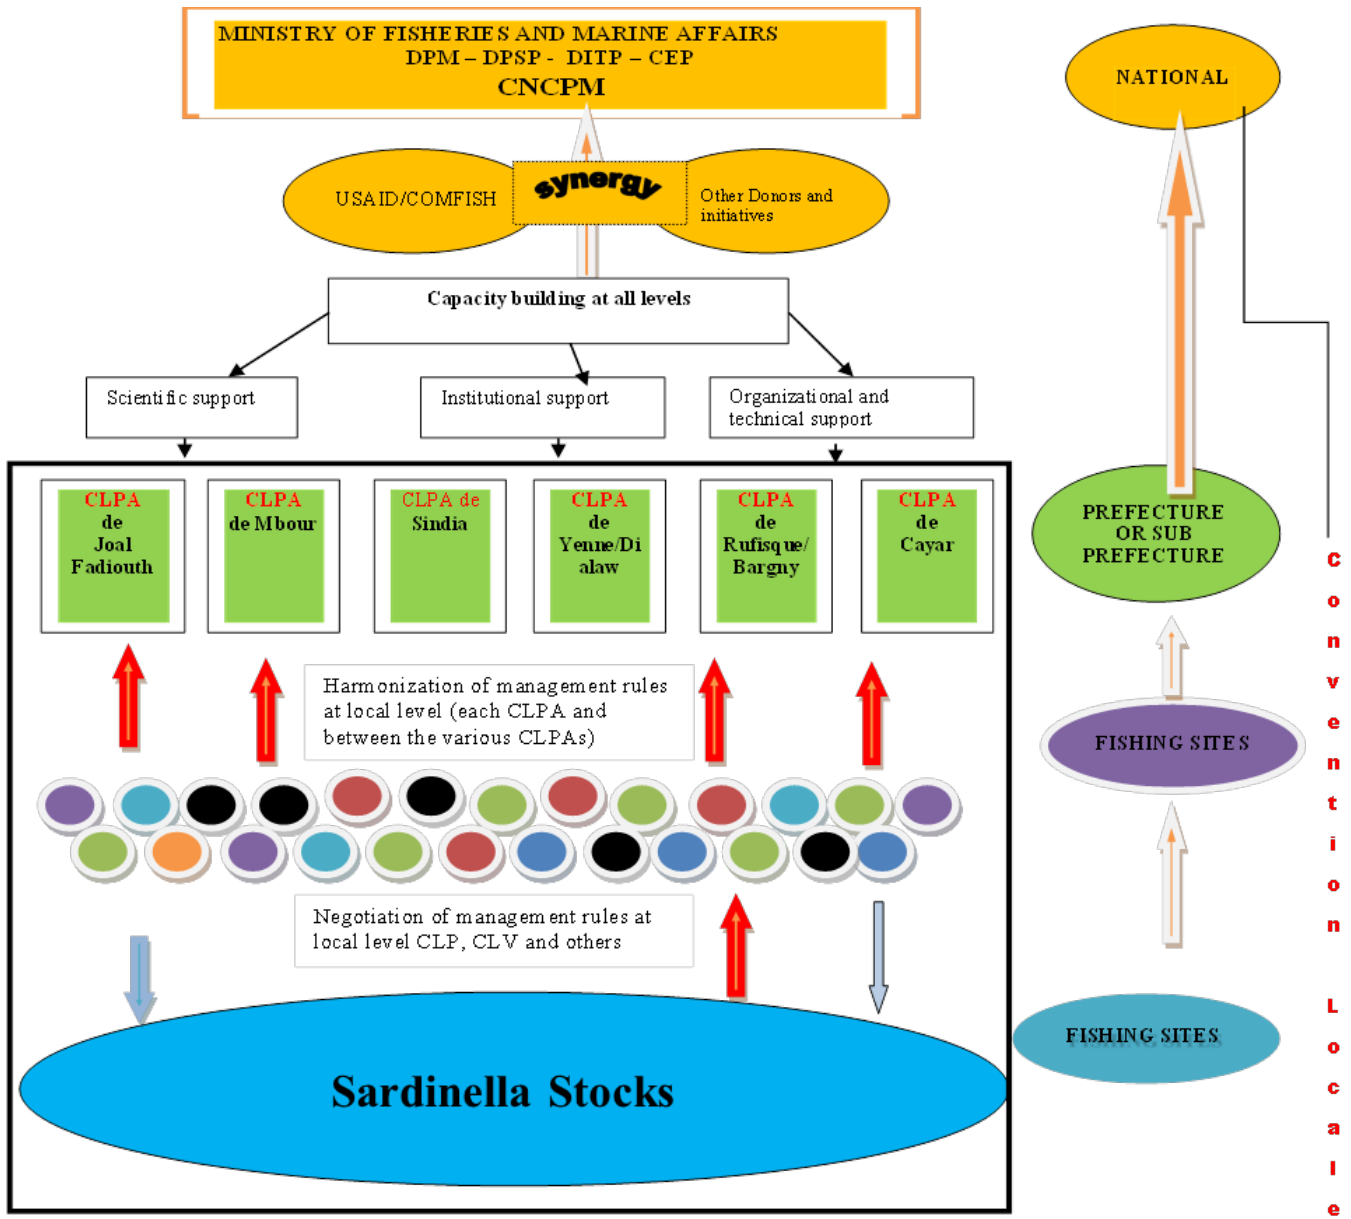 MINISTRY OF FISHERIES AND MARINE AFFAIRS
DPM – DPSP - DITP – CEP
CNCPM
NATIONAL
USAID/COMFISH
synergy
Other Donors and
initiatives
Capacity building at all levels
Scientific support
Institutional support
Organizational and
technical support
CLPA
de
Joal
Fadiouth
CLPA
de Mbour
CLPA de
Sindia
CLPA
de
Yenne/Di
alaw
CLPA
de
Rufisque/
Bargny
CLPA
de
Cayar
PREFECTURE
OR SUB
PREFECTURE
Harmonization of management rules
at local level (each CLPA and
between the various CLPAs)
FISHING SITES
Negotiation of management rules at
local level CLP, CLV and others
FISHING SITES
Sardinella Stocks
Convention Locale